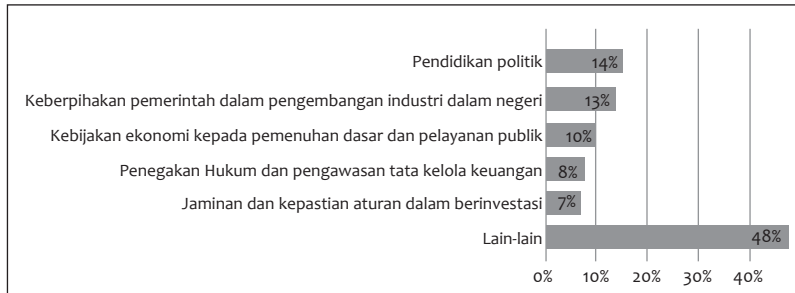 Pendidikan politik 14%
Keberpihakan pemerintah dalam pengembangan industri dalam negeri 13%
Kebijakan ekonomi kepada pemenuhan dasar dan pelayanan publik 10%
Penegakan Hukum dan pengawasan tata kelola keuangan 8%
Jaminan dan kepastian aturan dalam berinvestasi 7%
Lain-lain 48%
0% 10% 20% 30% 40%